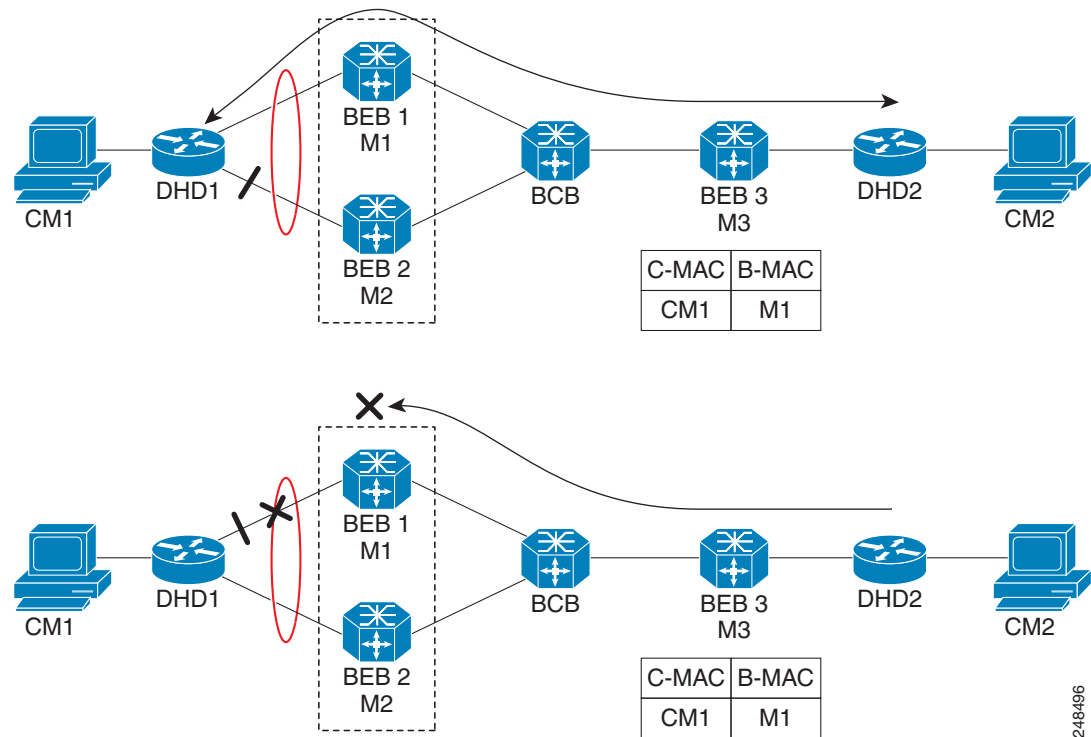 BEB 1
M1
CM1
DHD1
BEB 2
M2
BCB
BEB 3
M3
DHD2
CM2
C-MAC B-MAC
CM1 M1
BEB 1
M1
CM1
DHD1
BEB 2
M2
BCB
BEB 3
M3
DHD2
CM2
C-MAC B-MAC
CM1 M1
248496